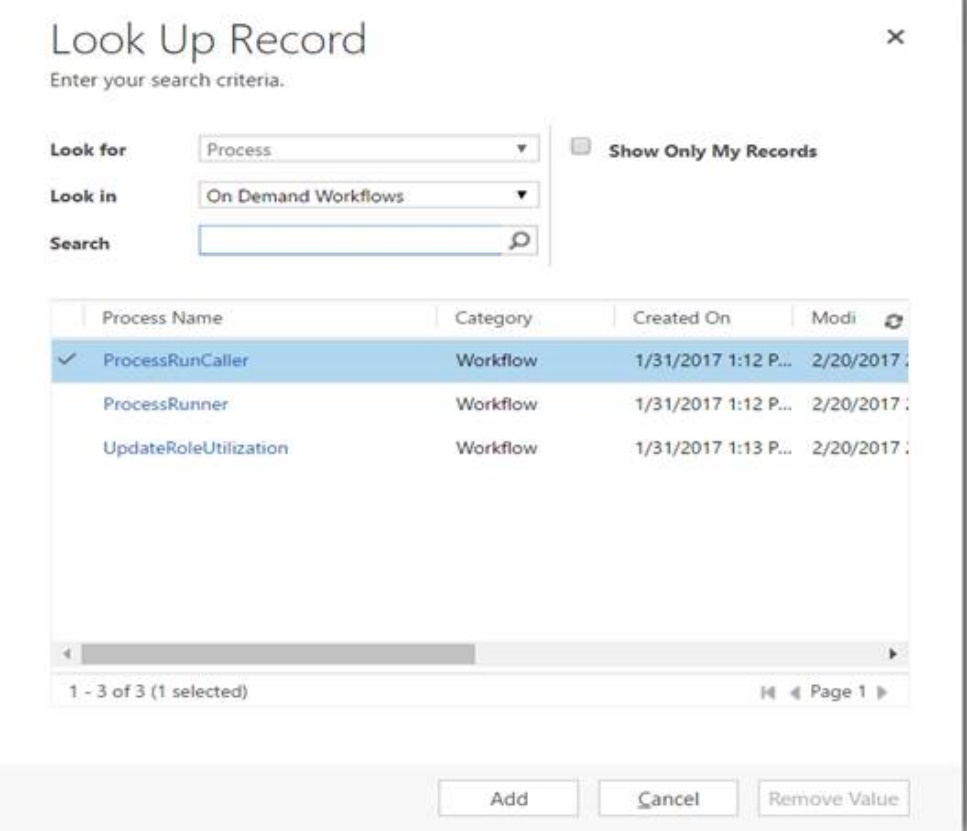 Look Up Record
Enter your search criteria.
Look for Process Show Only My Records
Look in On Demand Workflows
Search
Process Name Category Created On Modi
ProcessRunCaller Workflow 1/31/2017 1:12 P... 2/20/2017
ProcessRunner Workflow 1/31/2017 1:12 P... 2/20/2017
UpdateRoleUtilization Workflow 1/31/2017 1:13 P... 2/20/2017
1 - 3 of 3 (1 selected) Page 1
Add Cancel Remove Value